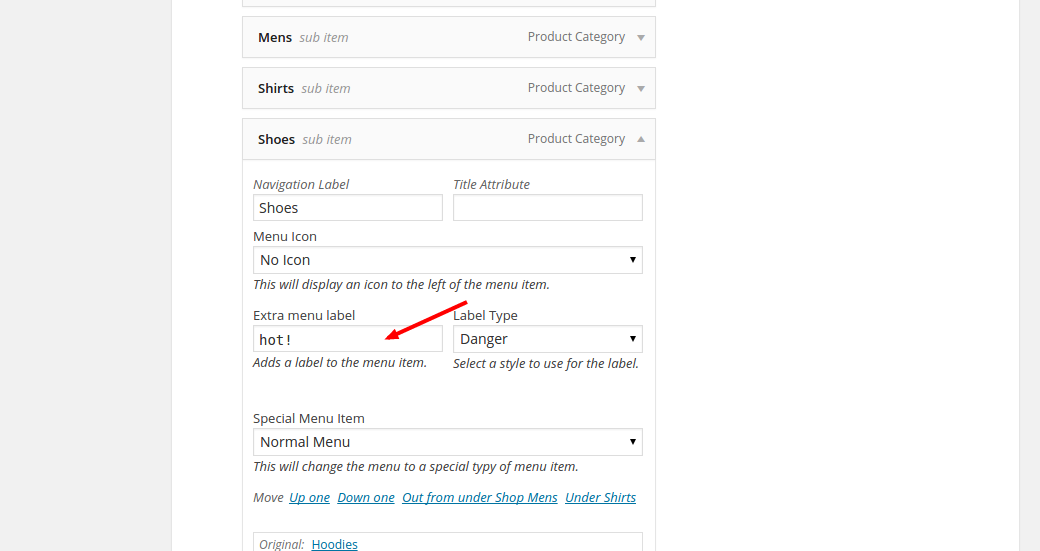 Mens sub item Product Category
Shirts sub item Product Category
Shoes sub item Product Category
Navigation Label Title Attribute
Shoes
Menu Icon
No Icon
This will display an icon to the left of the menu item.
Extra menu label Label Type
hot! Danger
Adds a label to the menu item. Select a style to use for the label.
Special Menu Item
Normal Menu
This will change the menu to a special typy of menu item.
Move Up one Down one Out from under Shop Mens Under Shirts
Original: Hoodies